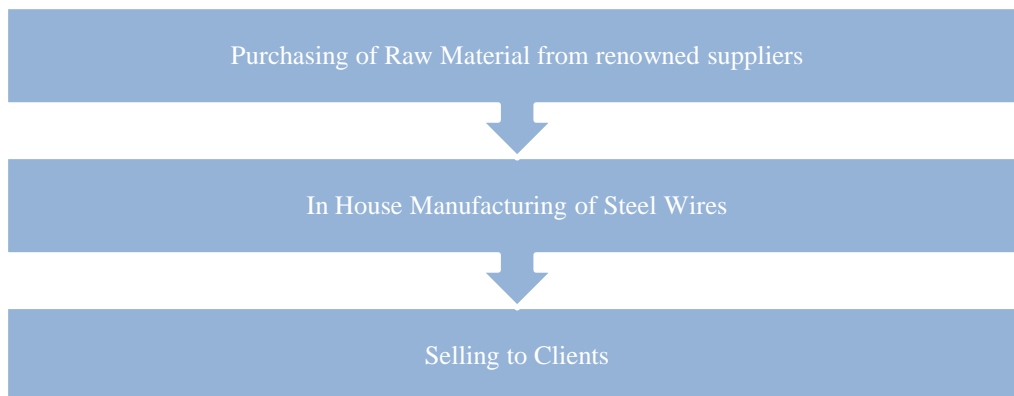 Purchasing of Raw Material from renowned suppliers
In House Manufacturing of Steel Wires
Selling to Clients